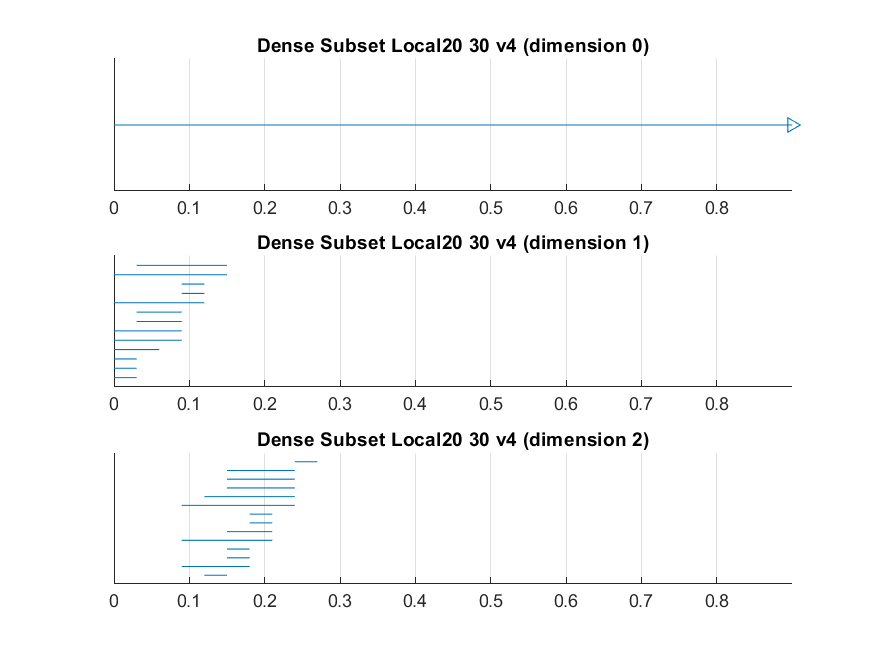 Dense Subset Local20 30 v4 (dimension 0)
0 0.1 0.2 0.3 0.4 0.5 0.6 0.7 0.8
Dense Subset Local20 30 v4 (dimension 1)
0 0.1 0.2 0.3 0.4 0.5 0.6 0.7 0.8
Dense Subset Local20 30 v4 (dimension 2)
0 0.1 0.2 0.3 0.4 0.5 0.6 0.7 0.8